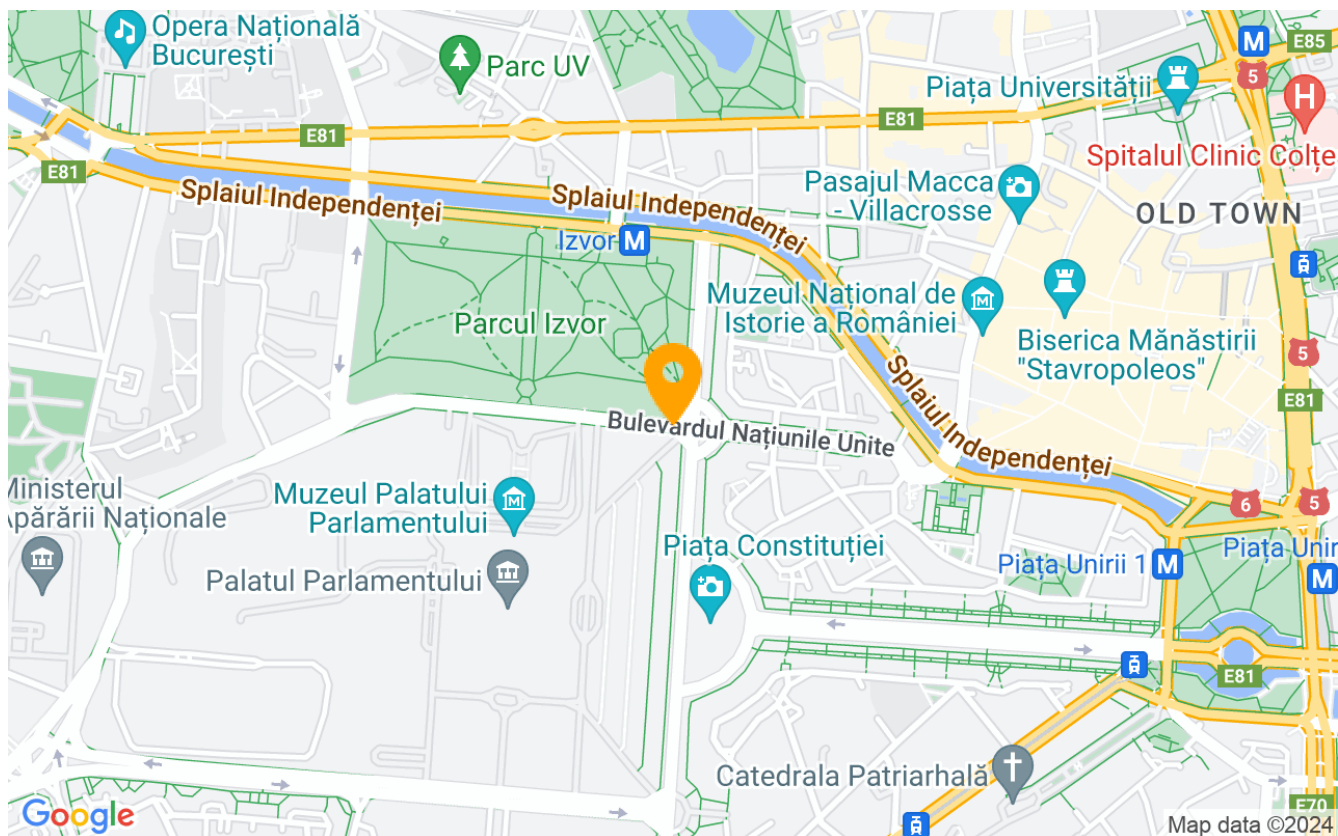 Opera Națională
București
Parc UV
M
E85
5
Piața Universității
H
E81
E81
E81
Spitalul Clinic Colțe
Splaiul Independenței
Splaiul Independenței
Pasajul Macca
- Villacrosse
OLD TOWN
Izvor M
Muzeul Național de
Istorie a României
Parcul Izvor
Biserica Mănăstirii
"Stavropoleos"
5
E81
Splaiul Independenței
Bulevardul Națiunile Unite
Ministerul
Apărării Naționale
Muzeul Palatului
Parlamentului
6
5
Piața Constituției
Piața Unirii 1 M
Piața Unir
M
Palatul Parlamentului
E81
Catedrala Patriarhală
E70
Google
Map data ©2024